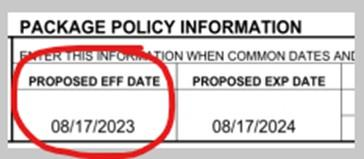 PACKAGE POLICY INFORMATION
ENTER THIS INFORMATION WHEN COMMON DATES AND
PROPOSED EFF DATE PROPOSED EXP DATE
08/17/2023 08/17/2024